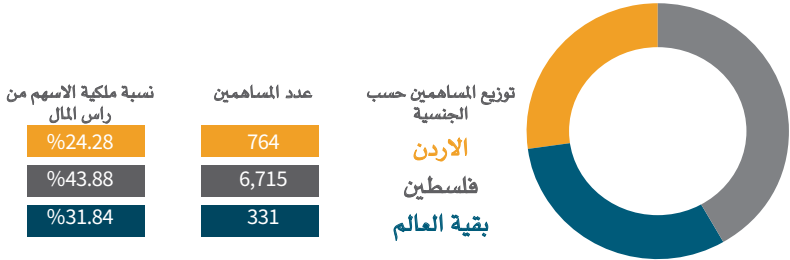 توزيع المساهمين حسب الجنسية
عدد المساهمين
نسبة ملكية الاسهم من راس المال
الاردن 764 %24.28
فلسطين 6,715 %43.88
بقية العالم 331 %31.84